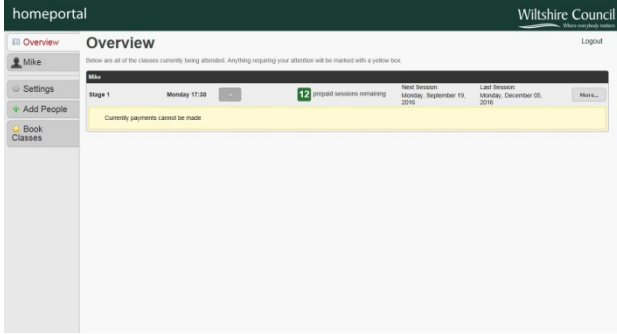 homeportal
Wiltshire Council
Where everybody matters
Overview
Mike
Settings
Add People
Book
Classes
Overview
Logout
Below are all of the classes currently being attended. Anything requiring your attention will be marked with a yellow box.
Mike
Stage 1
Monday 17:30
-
12 prepaid sessions remaining
Next Session:
Monday, September 19,
2016
Last Session:
Monday, December 05,
2016
More...
Currently payments cannot be made